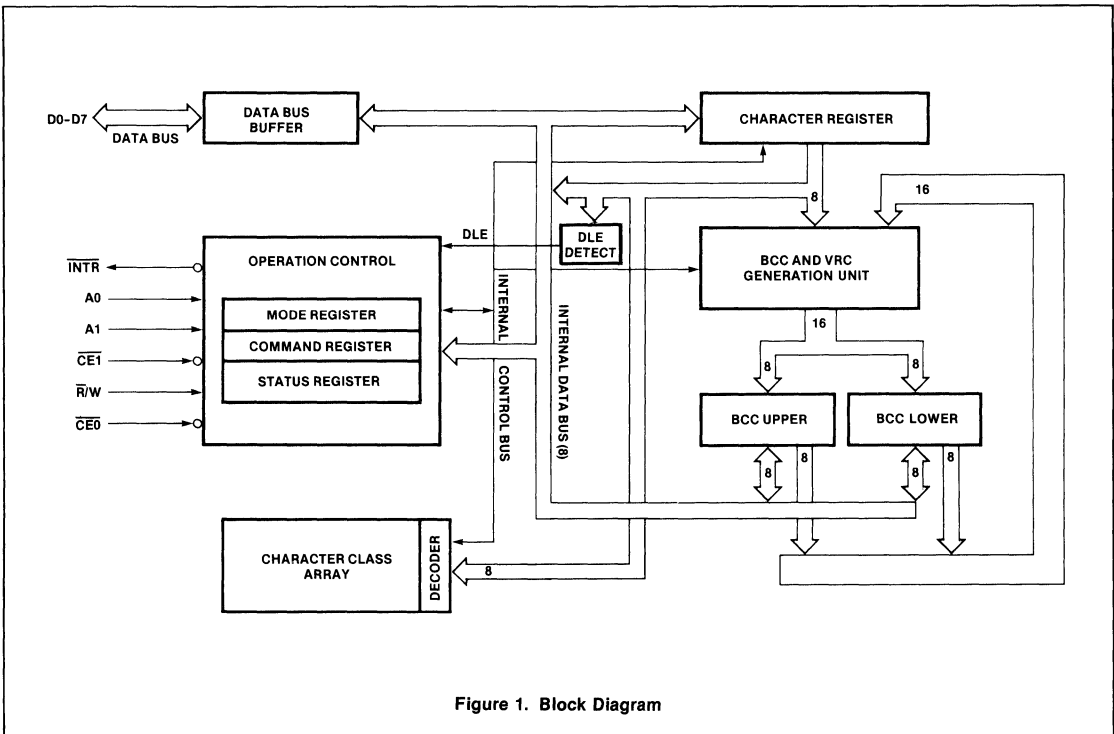 D0-D7
DATA BUS
DATA BUS
BUFFER
CHARACTER REGISTER
8
16
DLE
DLE
DETECT
BCC AND VRC
GENERATION UNIT
INTR
A0
A1
CE1
R/W
CE0
OPERATION CONTROL
MODE REGISTER
COMMAND REGISTER
STATUS REGISTER
INTERNAL CONTROL BUS
INTERNAL DATA BUS (8)
16
8
8
BCC UPPER
BCC LOWER
8
8
8
8
CHARACTER CLASS
ARRAY
DECODER
8
Figure 1. Block Diagram